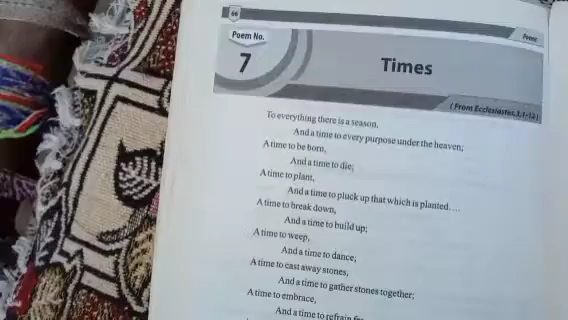 66
Poem
Poem No.
7
Times
( From Ecclesiastes,3,1-12 )
To everything there is a season,
And a time to every purpose under the heaven;
A time to be born,
And a time to die;
A time to plant,
And a time to pluck up that which is planted....
A time to break down,
And a time to build up;
A time to weep,
And a time to dance;
A time to cast away stones,
And a time to gather stones together;
A time to embrace,
And a time to refrain